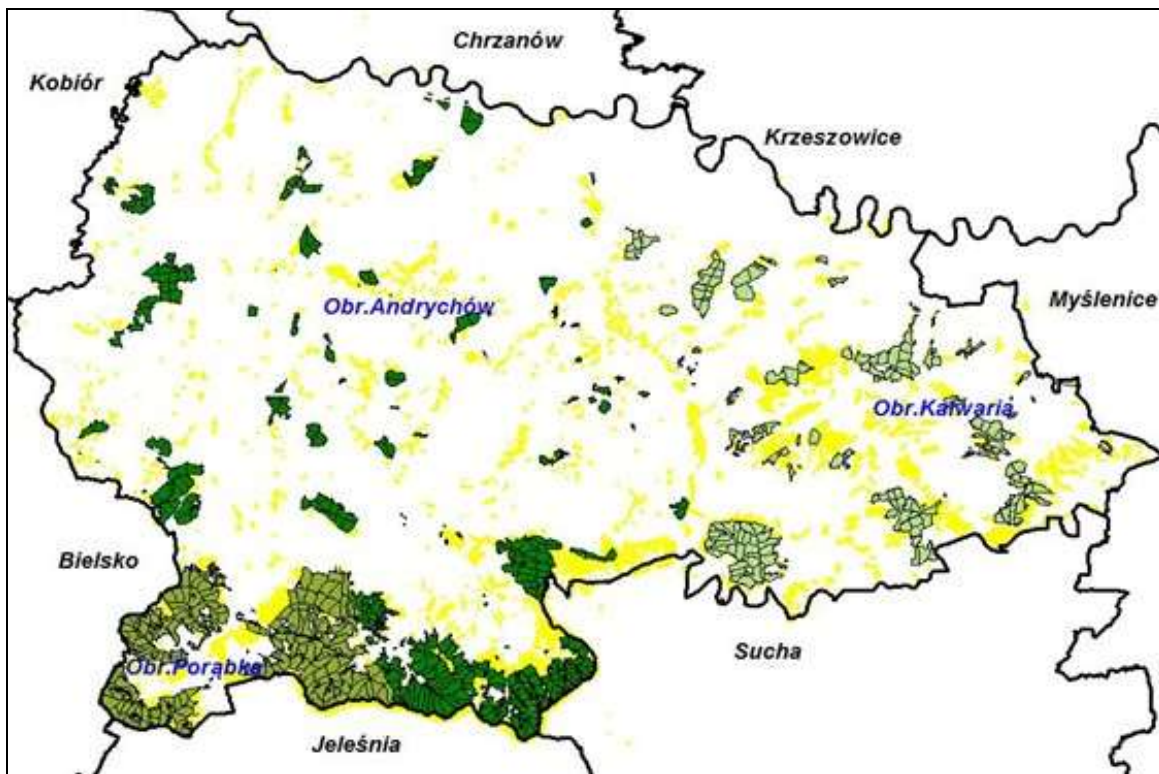 Chrzanów
Kobiór
Krzeszowice
Myślenice
Obr.Andrychów
Obr.Kalwaria
Bielsko
Obr.Porąbka
Sucha
Jeleśnia